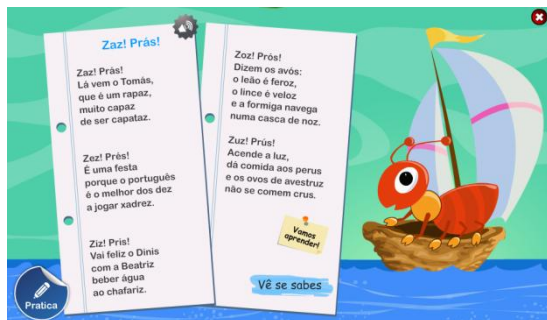 Zaz! Prás!
Zaz! Prás!
Lá vem o Tomás,
que é um rapaz,
muito capaz
de ser capataz.
Zez! Prés!
É uma festa
porque o português
é o melhor dos dez
a jogar xadrez.
Ziz! Pris!
Vai feliz o Dinis
com a Beatriz
beber água
ao chafariz.
Zoz! Prós!
Dizem os avós:
o leão é feroz,
o lince é veloz
e a formiga navega
numa casca de noz.
Zuz! Prús!
Acende a luz,
dá comida aos perus
e os ovos de avestruz
não se comem crus.
Vamos
aprender!
Vê se sabes
Pratica